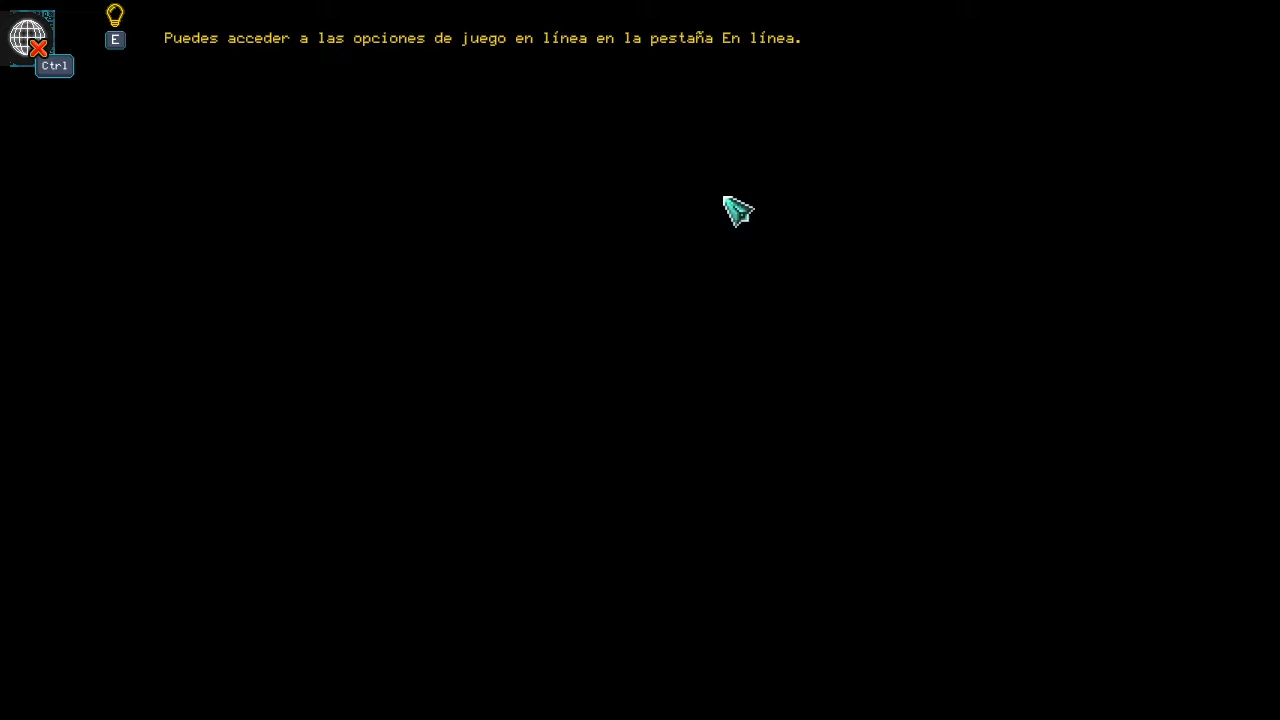 E
Puedes acceder a las opciones de juego en línea en la pestaña En línea.
Ctrl